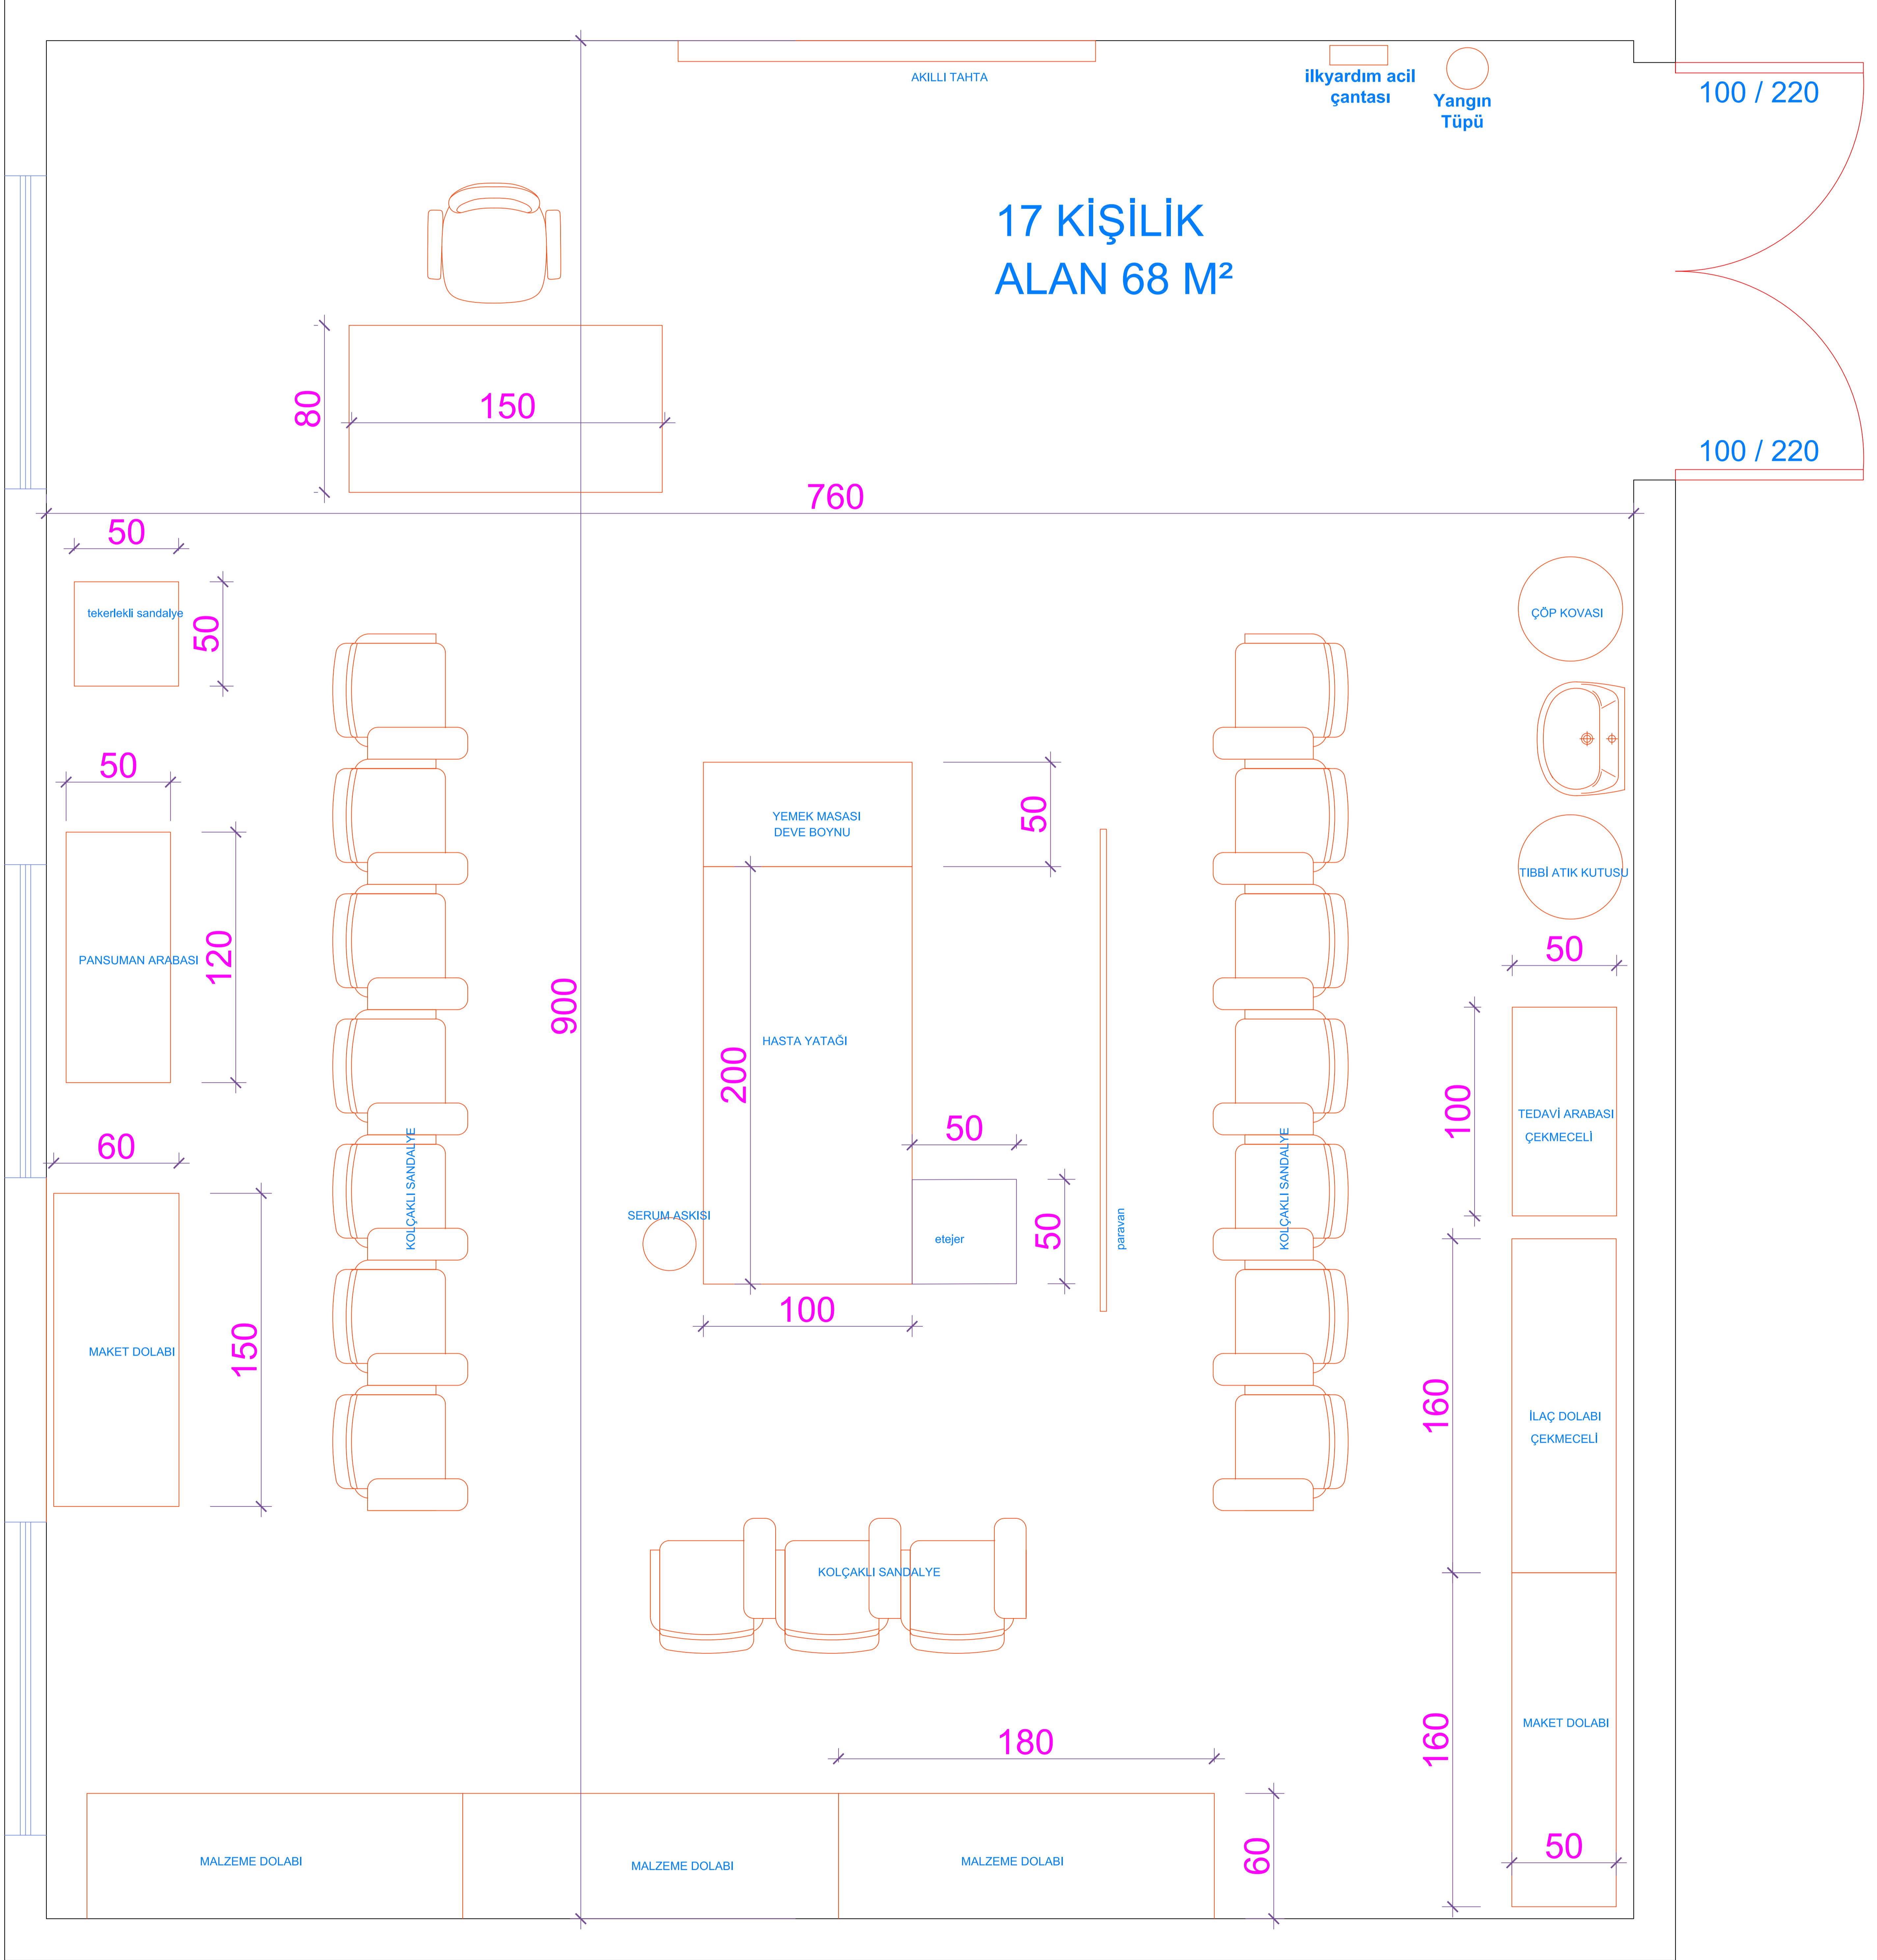 AKILLI TAHTA
ilkyardım acil
çantası
Yangın
Tüpü
100 / 220
17 KİŞİLİK
ALAN 68 M²
80
150
100 / 220
760
50
tekerlekli sandalye
50
ÇÖP KOVASI
50
YEMEK MASASI
DEVE BOYNU
50
TIBBİ ATIK KUTUSU
PANSUMAN ARABASI
120
900
50
HASTA YATAĞI
200
100
TEDAVİ ARABASI
ÇEKMECELİ
60
KOLÇAKLI SANDALYE
50
KOLÇAKLI SANDALYE
SERUM ASKISI
etejer
50
paravan
100
MAKET DOLABI
150
160
İLAÇ DOLABI
ÇEKMECELİ
KOLÇAKLI SANDALYE
180
160
MAKET DOLABI
MALZEME DOLABI
MALZEME DOLABI
MALZEME DOLABI
60
50